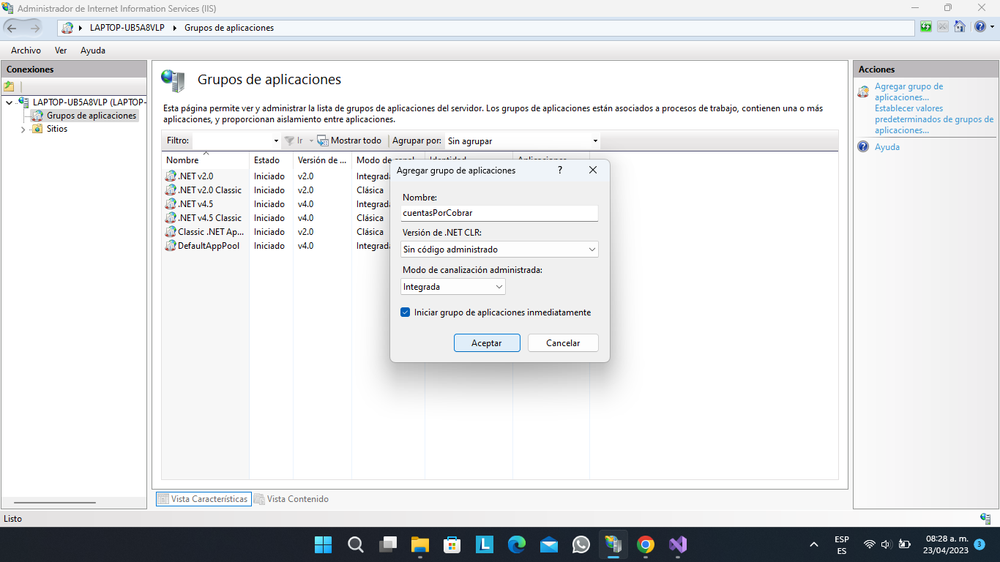 Administrador de Internet Information Services (IIS)
LAPTOP-UB5A8VLP
Grupos de aplicaciones
Archivo Ver Ayuda
Conexiones
LAPTOP-UB5A8VLP (LAPTOP-
Grupos de aplicaciones
Sitios
Grupos de aplicaciones
Esta página permite ver y administrar la lista de grupos de aplicaciones del servidor. Los grupos de aplicaciones están asociados a procesos de trabajo, contienen una o más
aplicaciones, y proporcionan aislamiento entre aplicaciones.
Filtro: Ir Mostrar todo Agrupar por: Sin agrupar
Nombre Estado Versión de ... Modo de canal... Identidad Aplicaciones
.NET v2.0 Iniciado v2.0 Integrada
.NET v2.0 Classic Iniciado v2.0 Clásica
.NET v4.5 Iniciado v4.0 Integrada
.NET v4.5 Classic Iniciado v4.0 Clásica
Classic .NET Ap... Iniciado v2.0 Clásica
DefaultAppPool Iniciado v4.0 Integrada
Agregar grupo de aplicaciones ?
Nombre:
cuentasPorCobrar
Versión de .NET CLR:
Sin código administrado
Modo de canalización administrada:
Integrada
Iniciar grupo de aplicaciones inmediatamente
Aceptar Cancelar
Vista Características Vista Contenido
Acciones
Agregar grupo de
aplicaciones...
Establecer valores
predeterminados de grupos de
aplicaciones...
Ayuda
Listo
L
ESP
ES
08:28 a. m.
23/04/2023
3